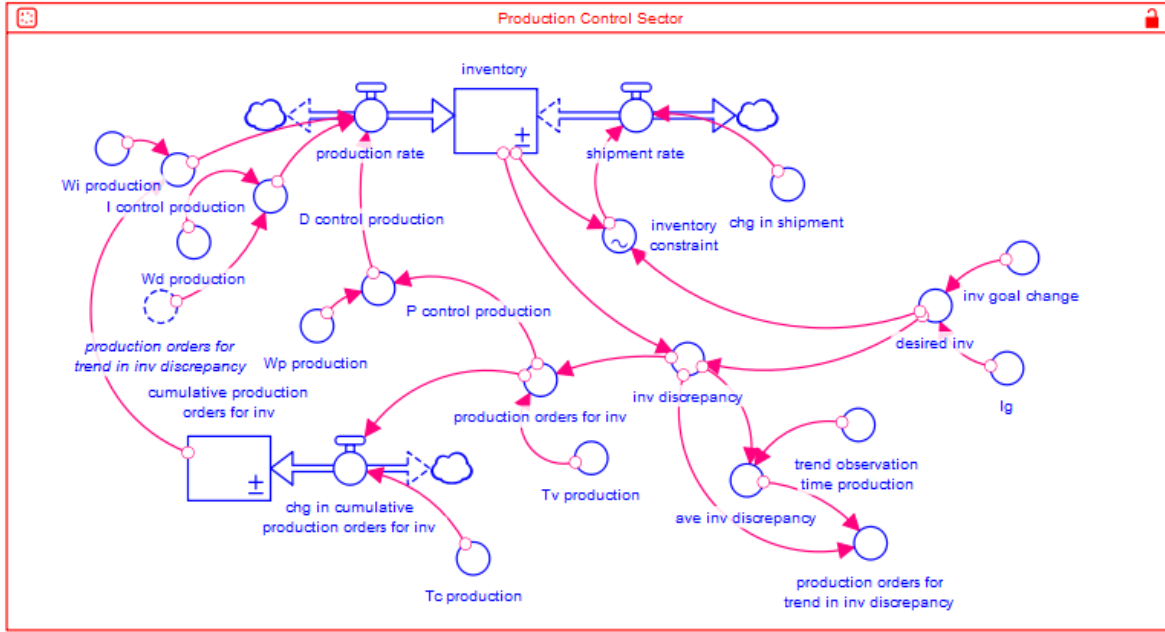 Production Control Sector
inventory
production rate
shipment rate
Wi production
I control production
D control production
inventory
constraint
chg in shipment
Wd production
inv goal change
P control production
production orders for
trend in inv discrepancy
Wp production
desired inv
cumulative production
orders for inv
production orders for inv
inv discrepancy
Ig
trend observation
time production
Tv production
chg in cumulative
production orders for inv
ave inv discrepancy
Tc production
production orders for
trend in inv discrepancy